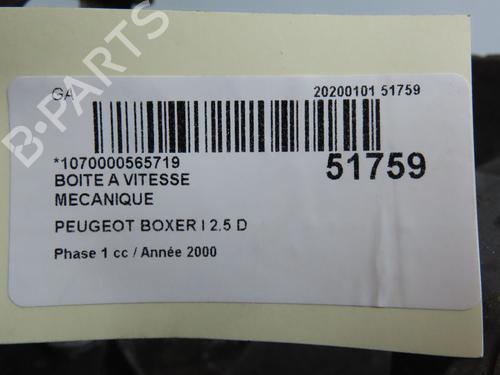 GA
20200101 51759
*1070000565719
51759
BOITE A VITESSE
MECANIQUE
PEUGEOT BOXER I 2.5 D
Phase 1 cc / Année 2000
B-PARTS